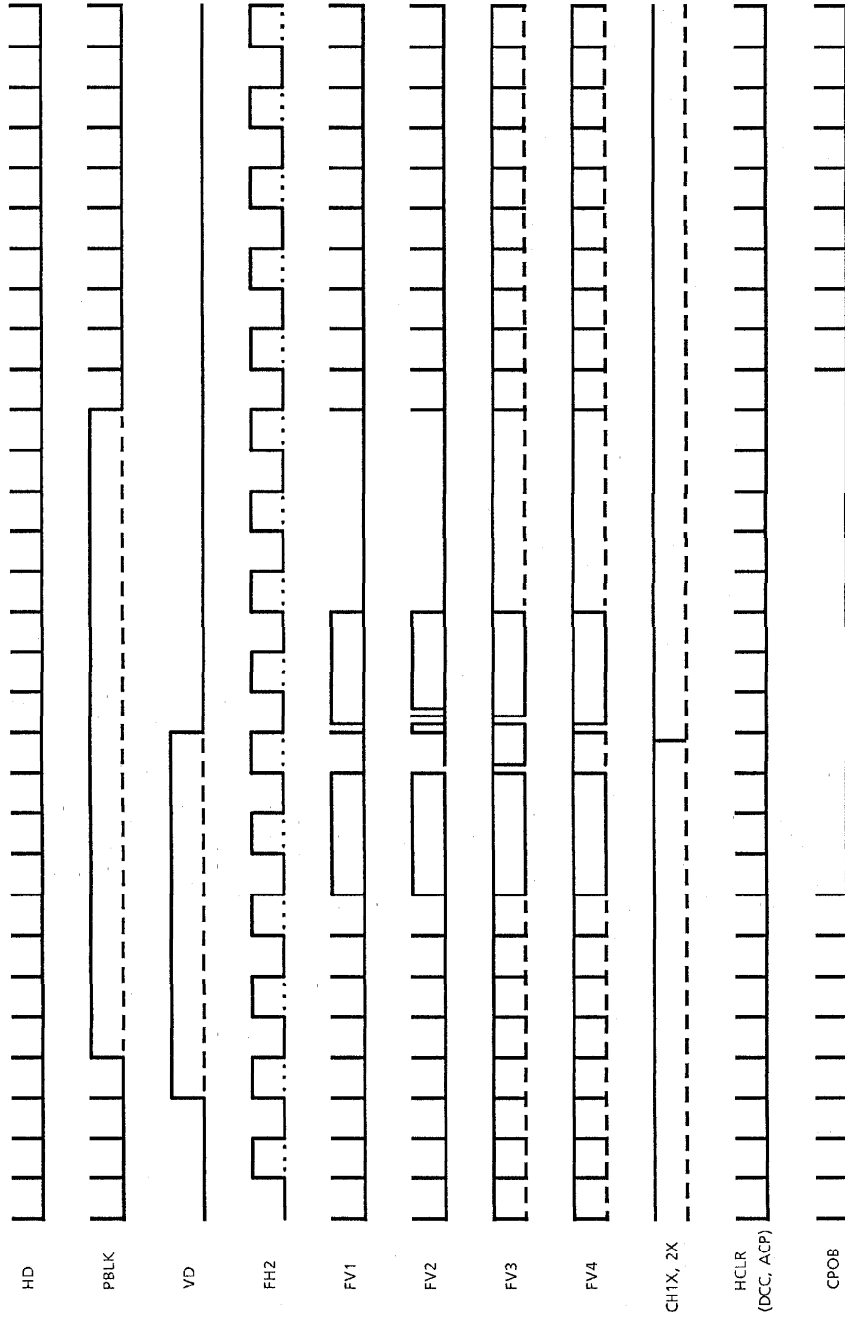 HD
PBLK
VD
FH2
FV1
FV2
FV3
FV4
CH1X, 2X
HCLR
(DCC, ACP)
CPOB